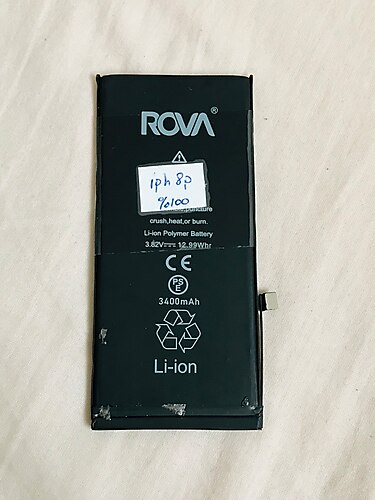 ROVA®
iph 8p
%100
crush,heat,or burn.
Li-ion Polymer Battery
3.82V⎓ 12.99Whr
CE
PS
E
3400mAh
Li-ion